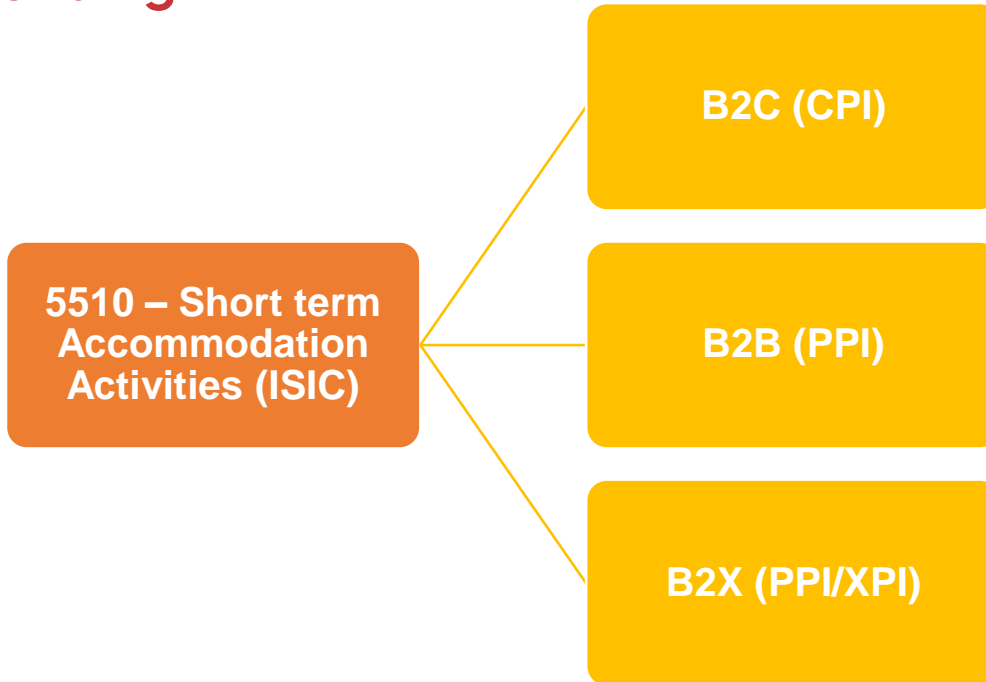 5510 – Short term
Accommodation
Activities (ISIC)
B2C (CPI)
B2B (PPI)
B2X (PPI/XPI)